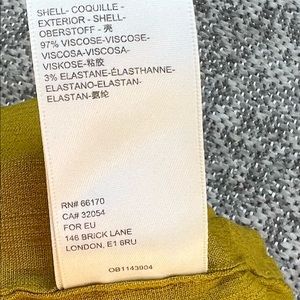 SHELL- COQUILLE -
EXTERIOR - SHELL -
OBERSTOFF - 壳
97% VISCOSE-VISCOSE-
VISCOSA-VISCOSA-
VISKOSE-粘胶
3% ELASTANE-ÉLASTHANNE-
ELASTANO-ELASTAN-
ELASTAN-氨纶
RN# 66170
CA# 32054
FOR EU
146 BRICK LANE
LONDON, E1 6RU
OB1143904